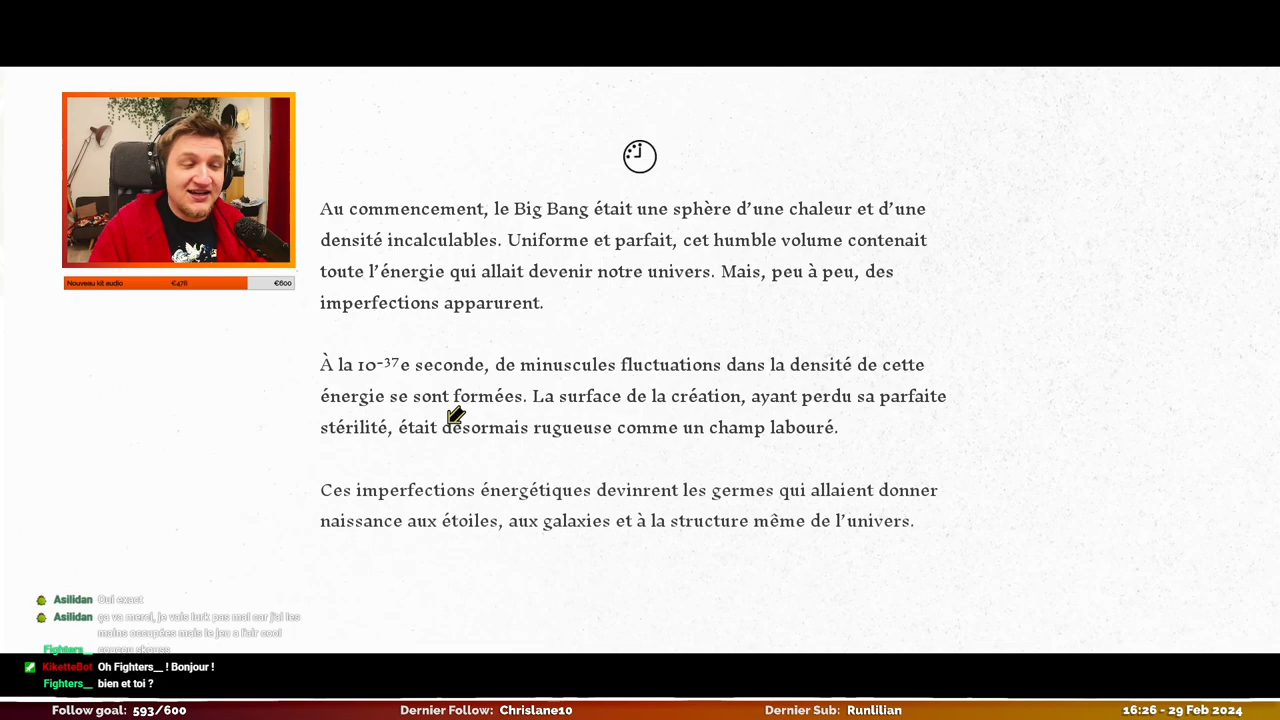 Au commencement, le Big Bang était une sphère d’une chaleur et d’une
densité incalculables. Uniforme et parfait, cet humble volume contenait
toute l’énergie qui allait devenir notre univers. Mais, peu à peu, des
imperfections apparurent.
À la 10-37e seconde, de minuscules fluctuations dans la densité de cette
énergie se sont formées. La surface de la création, ayant perdu sa parfaite
stérilité, était désormais rugueuse comme un champ labouré.
Ces imperfections énergétiques devinrent les germes qui allaient donner
naissance aux étoiles, aux galaxies et à la structure même de l’univers.
Nouveau kit audio €476 €600
Asilidan Oui exact
Asilidan ça va merci, je vais lurk pas mal car j'ai les
mains occupées mais le jeu a l'air cool
Fighters__
KiketteBot Oh Fighters__ ! Bonjour !
Fighters__ bien et toi ?
Follow goal: 593/600 Dernier Follow: Chrislane10 Dernier Sub: Runlilian 16:26 - 29 Feb 2024